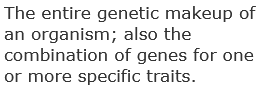 The entire genetic makeup of
an organism; also the
combination of genes for one
or more specific traits.